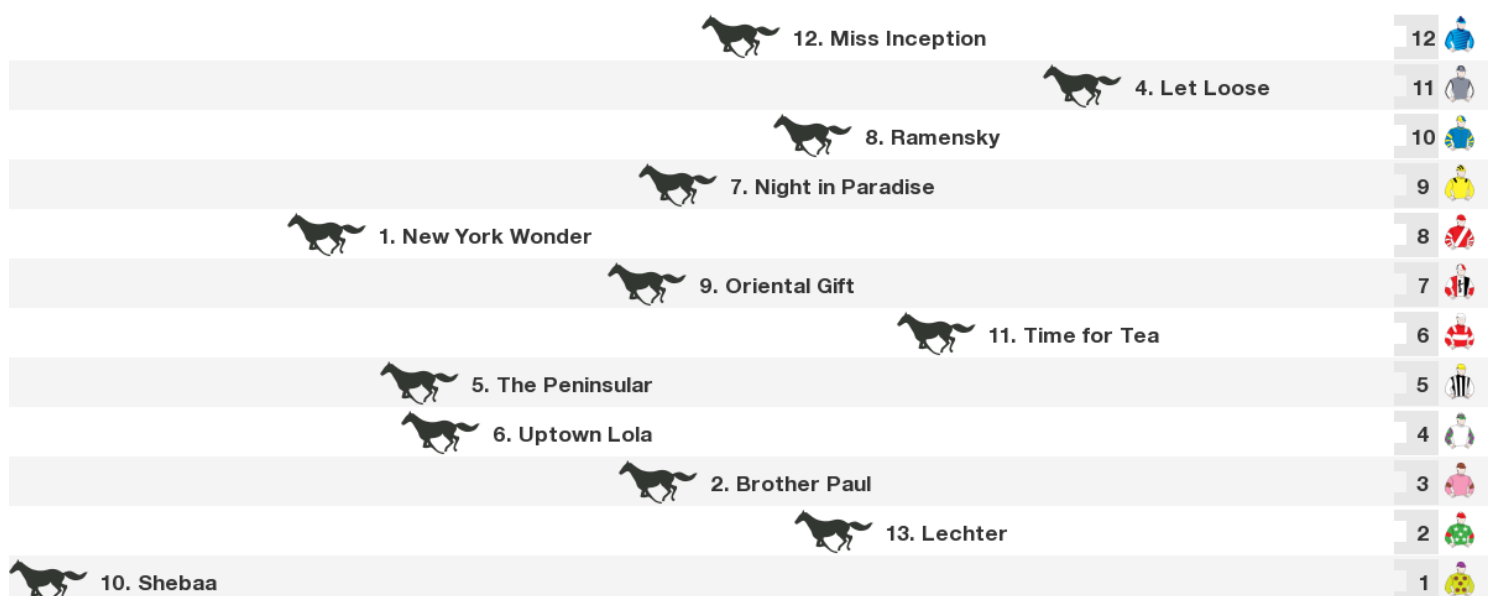 12. Miss Inception 12
4. Let Loose 11
8. Ramensky 10
7. Night in Paradise 9
1. New York Wonder 8
9. Oriental Gift 7
11. Time for Tea 6
5. The Peninsular 5
6. Uptown Lola 4
2. Brother Paul 3
13. Lechter 2
10. Shebaa 1